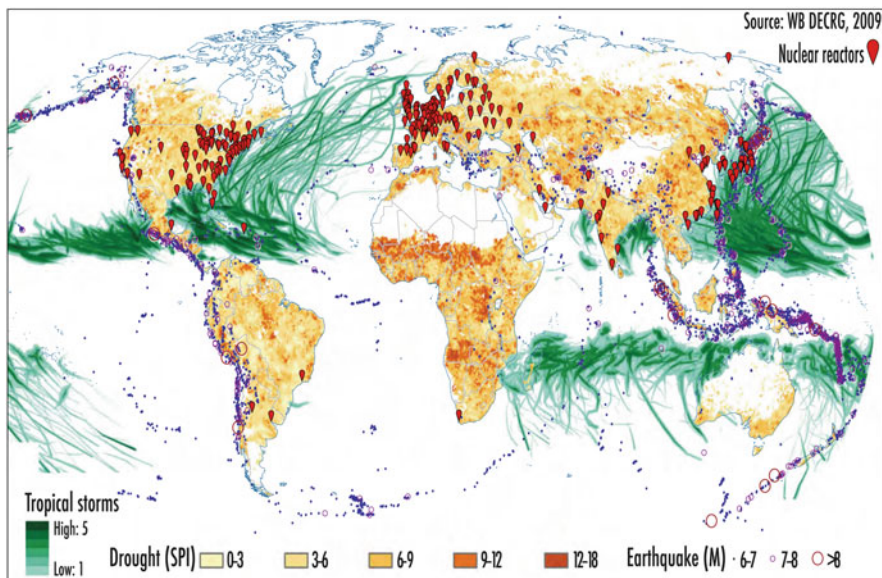 Source: WB DECRG, 2009
Nuclear reactors
Tropical storms
High: 5
Low: 1
Drought (SPI) 0-3 3-6 6-9 9-12 12-18 Earthquake (M) 6-7 7-8 >8